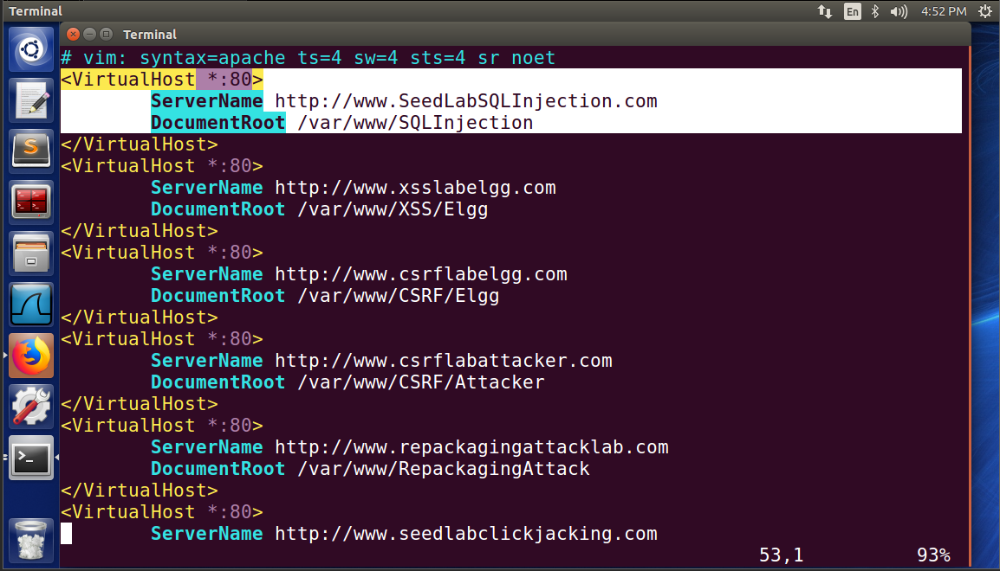 Terminal
En
4:52 PM
Terminal
# vim: syntax=apache ts=4 sw=4 sts=4 sr noet
<VirtualHost *:80>
ServerName http://www.SeedLabSQLInjection.com
DocumentRoot /var/www/SQLInjection
</VirtualHost>
<VirtualHost *:80>
ServerName http://www.xsslabelgg.com
DocumentRoot /var/www/XSS/Elgg
</VirtualHost>
<VirtualHost *:80>
ServerName http://www.csrflabelgg.com
DocumentRoot /var/www/CSRF/Elgg
</VirtualHost>
<VirtualHost *:80>
ServerName http://www.csrflabattacker.com
DocumentRoot /var/www/CSRF/Attacker
</VirtualHost>
<VirtualHost *:80>
ServerName http://www.repackagingattacklab.com
DocumentRoot /var/www/RepackagingAttack
</VirtualHost>
<VirtualHost *:80>
ServerName http://www.seedlabclickjacking.com
53,1 93%